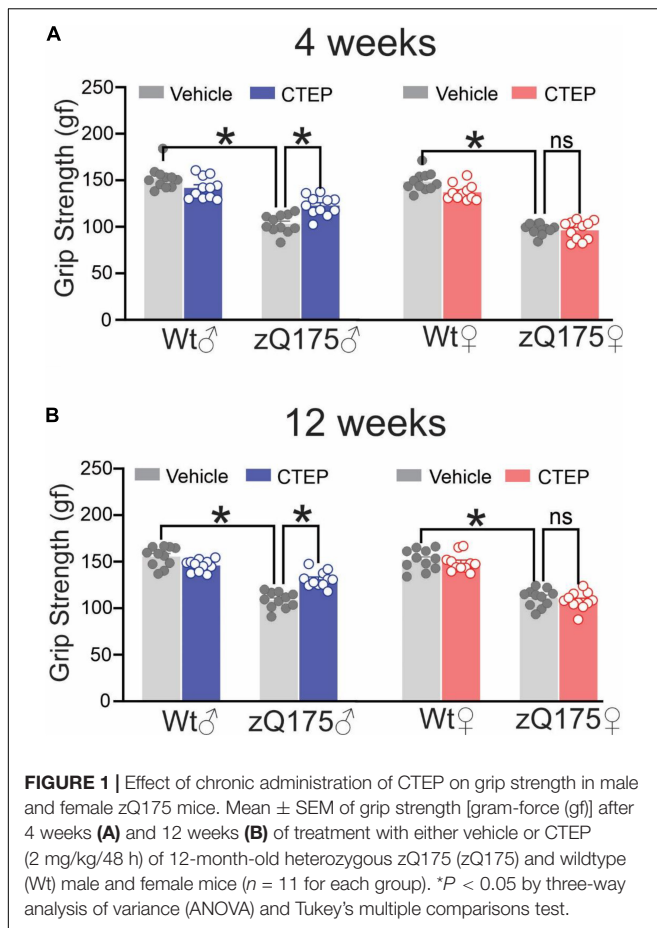 A
4 weeks
Vehicle CTEP Vehicle CTEP
Grip Strength (gf)
250
200
150
100
50
0
* * * ns
Wt♂ zQ175♂ Wt♀ zQ175♀
B
12 weeks
Vehicle CTEP Vehicle CTEP
Grip Strength (gf)
250
200
150
100
50
0
* * * ns
Wt♂ zQ175♂ Wt♀ zQ175♀
FIGURE 1 | Effect of chronic administration of CTEP on grip strength in male
and female zQ175 mice. Mean ± SEM of grip strength [gram-force (gf)] after
4 weeks (A) and 12 weeks (B) of treatment with either vehicle or CTEP
(2 mg/kg/48 h) of 12-month-old heterozygous zQ175 (zQ175) and wildtype
(Wt) male and female mice (n = 11 for each group). *P < 0.05 by three-way
analysis of variance (ANOVA) and Tukey's multiple comparisons test.